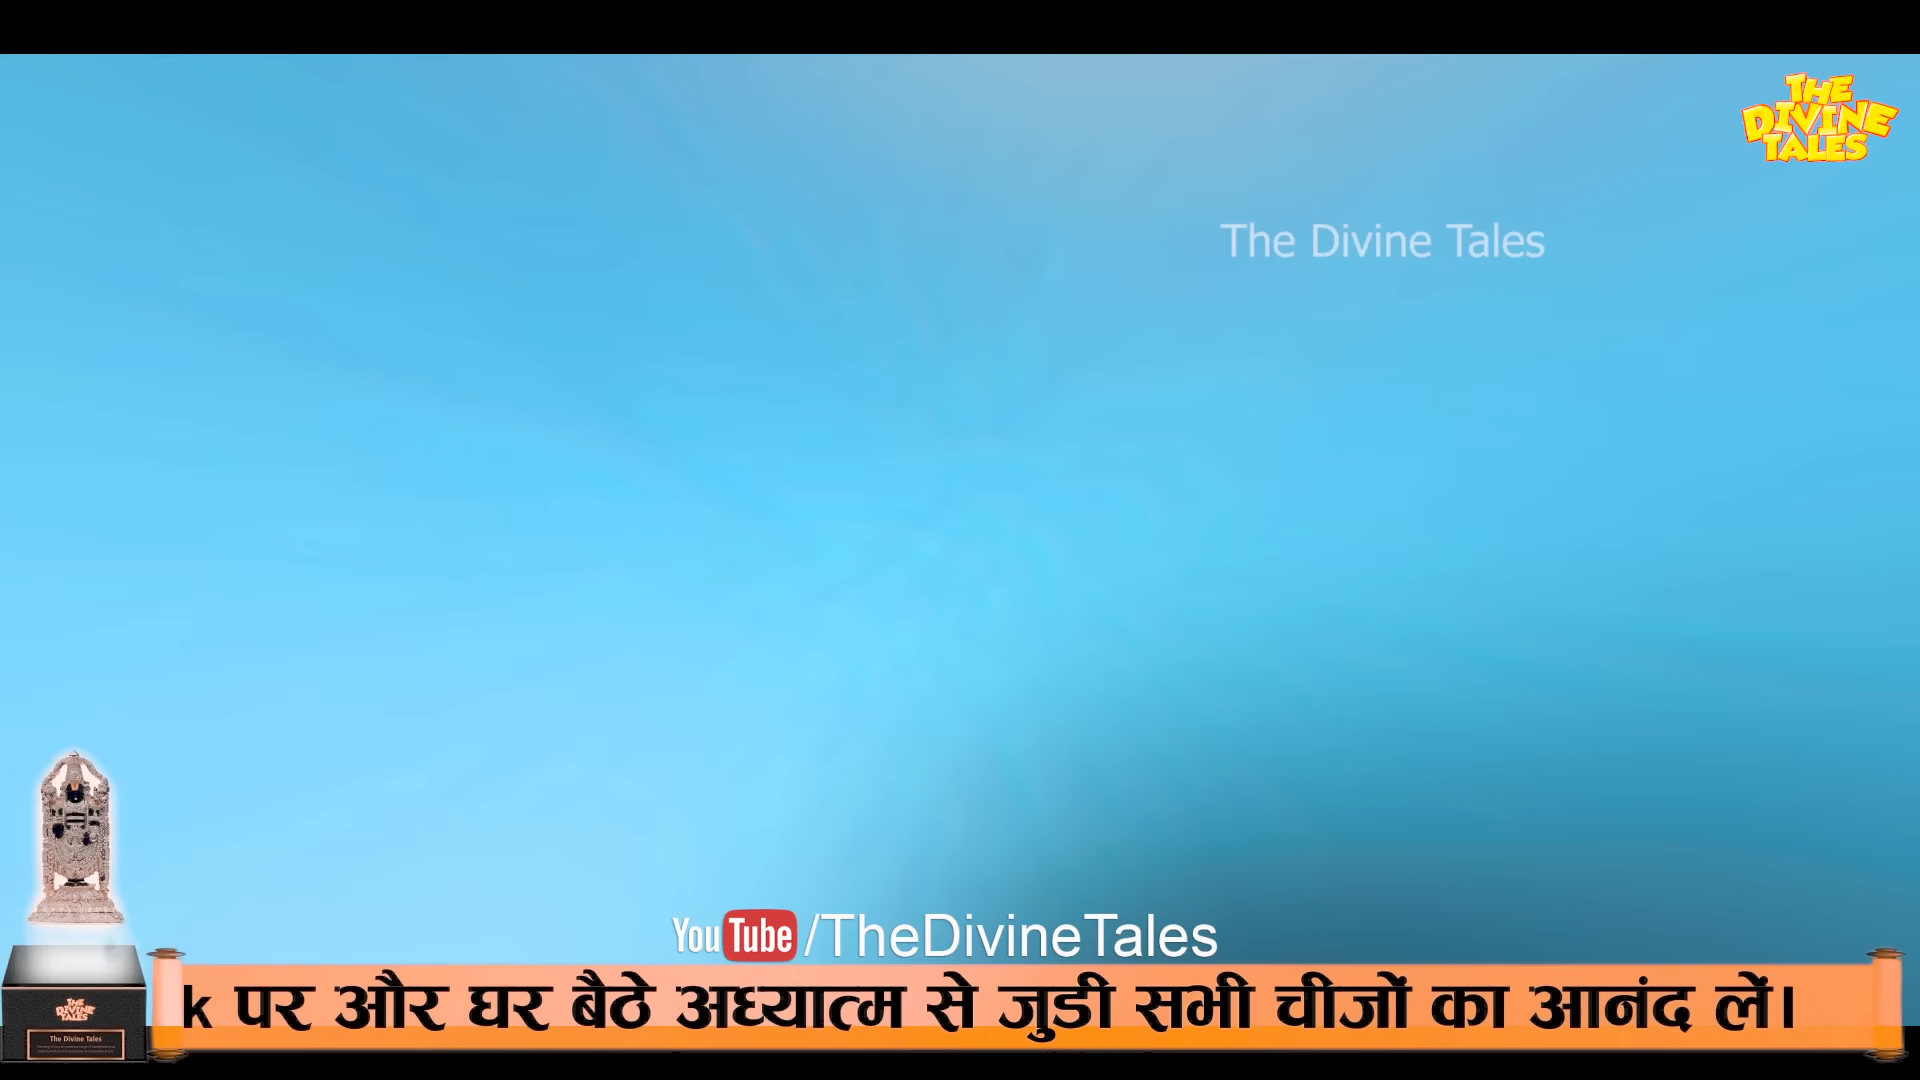 THE
DIVINE
TALES
The Divine Tales
YouTube/TheDivineTales
k पर और घर बैठे अध्यात्म से जुडी सभी चीजों का आनंद लें।
THE
DIVINE
TALES
The Divine Tales